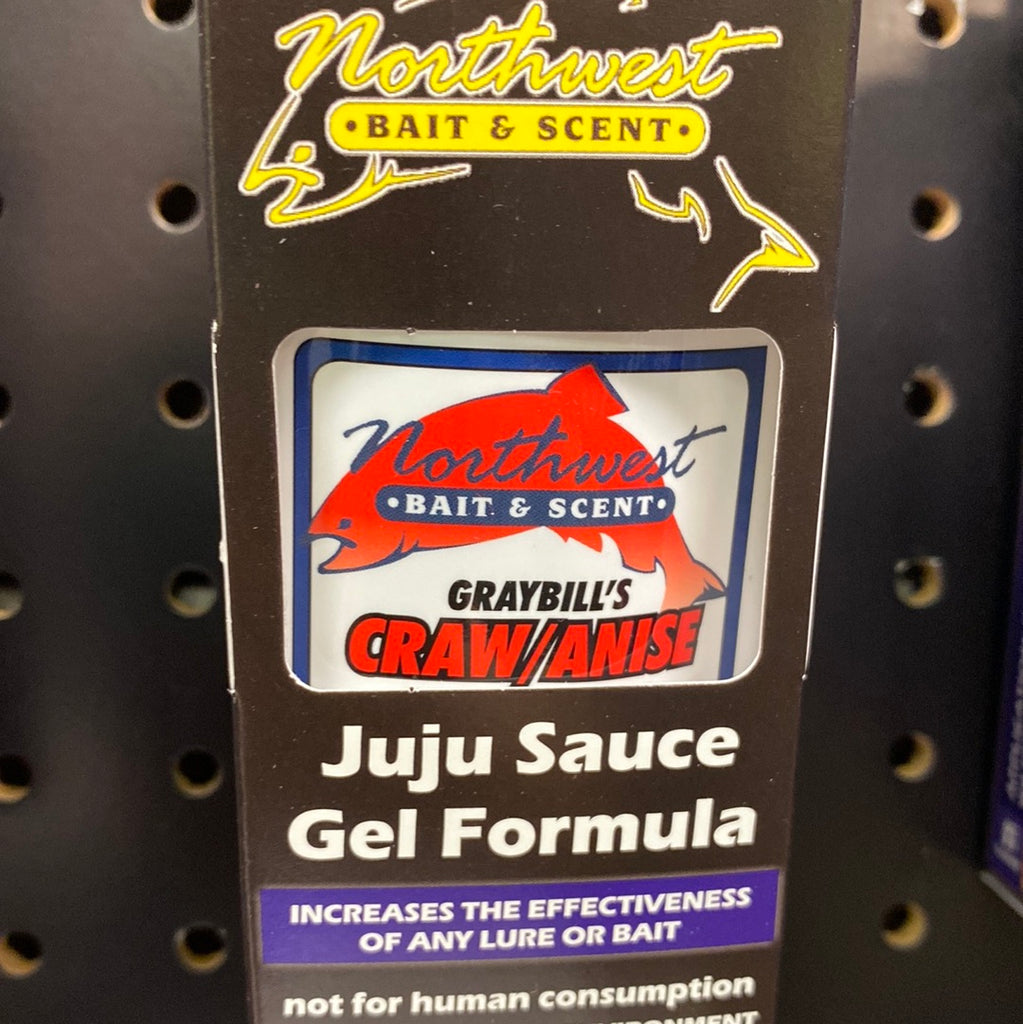 Northwest
•BAIT & SCENT•
Northwest
•BAIT & SCENT•
GRAYBILL'S
CRAW/ANISE
Juju Sauce
Gel Formula
INCREASES THE EFFECTIVENESS
OF ANY LURE OR BAIT
not for human consumption